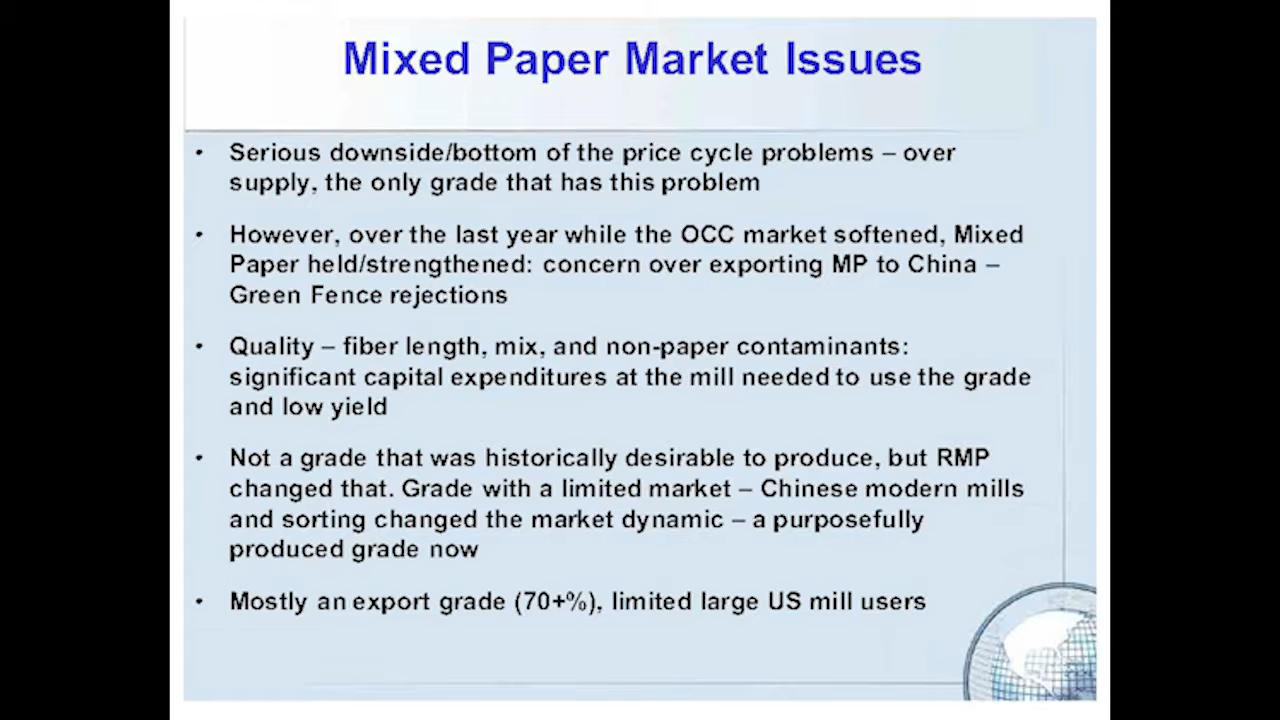 Mixed Paper Market Issues
• Serious downside/bottom of the price cycle problems – over
supply, the only grade that has this problem
• However, over the last year while the OCC market softened, Mixed
Paper held/strengthened: concern over exporting MP to China –
Green Fence rejections
• Quality – fiber length, mix, and non-paper contaminants:
significant capital expenditures at the mill needed to use the grade
and low yield
• Not a grade that was historically desirable to produce, but RMP
changed that. Grade with a limited market – Chinese modern mills
and sorting changed the market dynamic – a purposefully
produced grade now
• Mostly an export grade (70+%), limited large US mill users